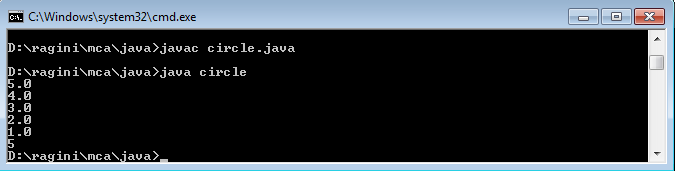 C:\Windows\system32\cmd.exe
D:\ragini\mca\java>javac circle.java
D:\ragini\mca\java>java circle
5.0
4.0
3.0
2.0
1.0
5
D:\ragini\mca\java>_